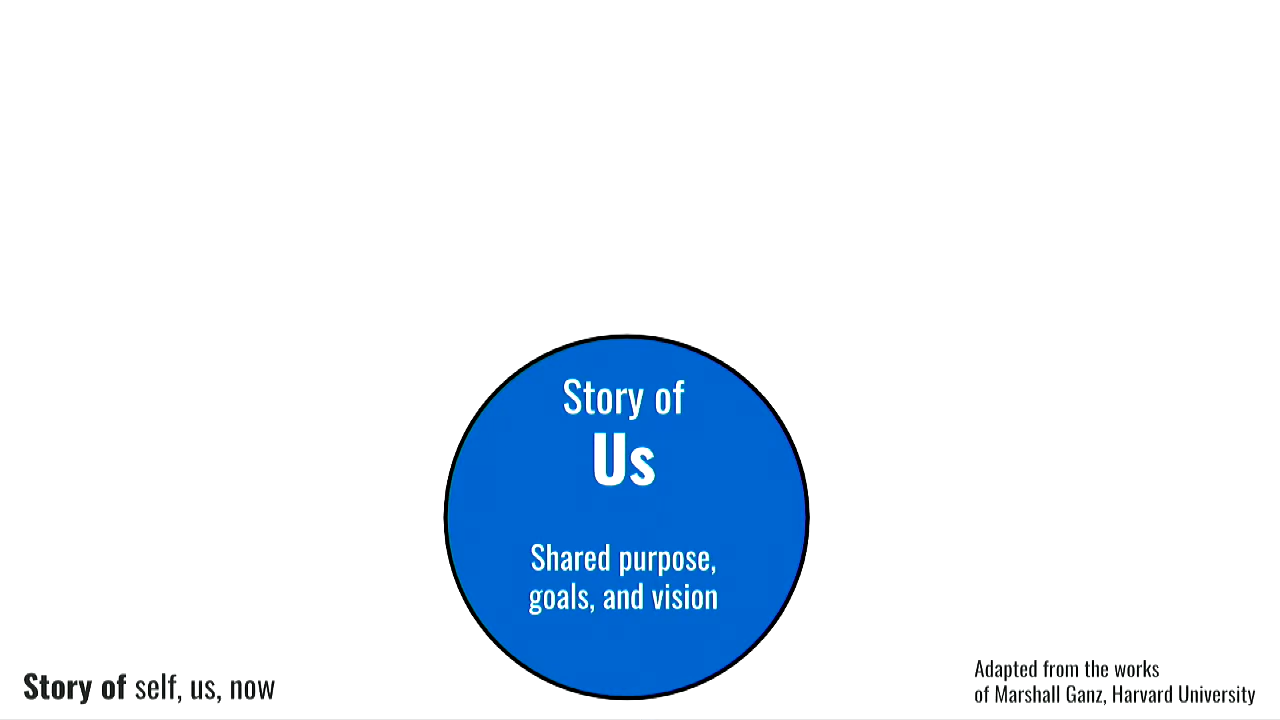 Story of
Us
Shared purpose,
goals, and vision
Story of self, us, now
Adapted from the works
of Marshall Ganz, Harvard University